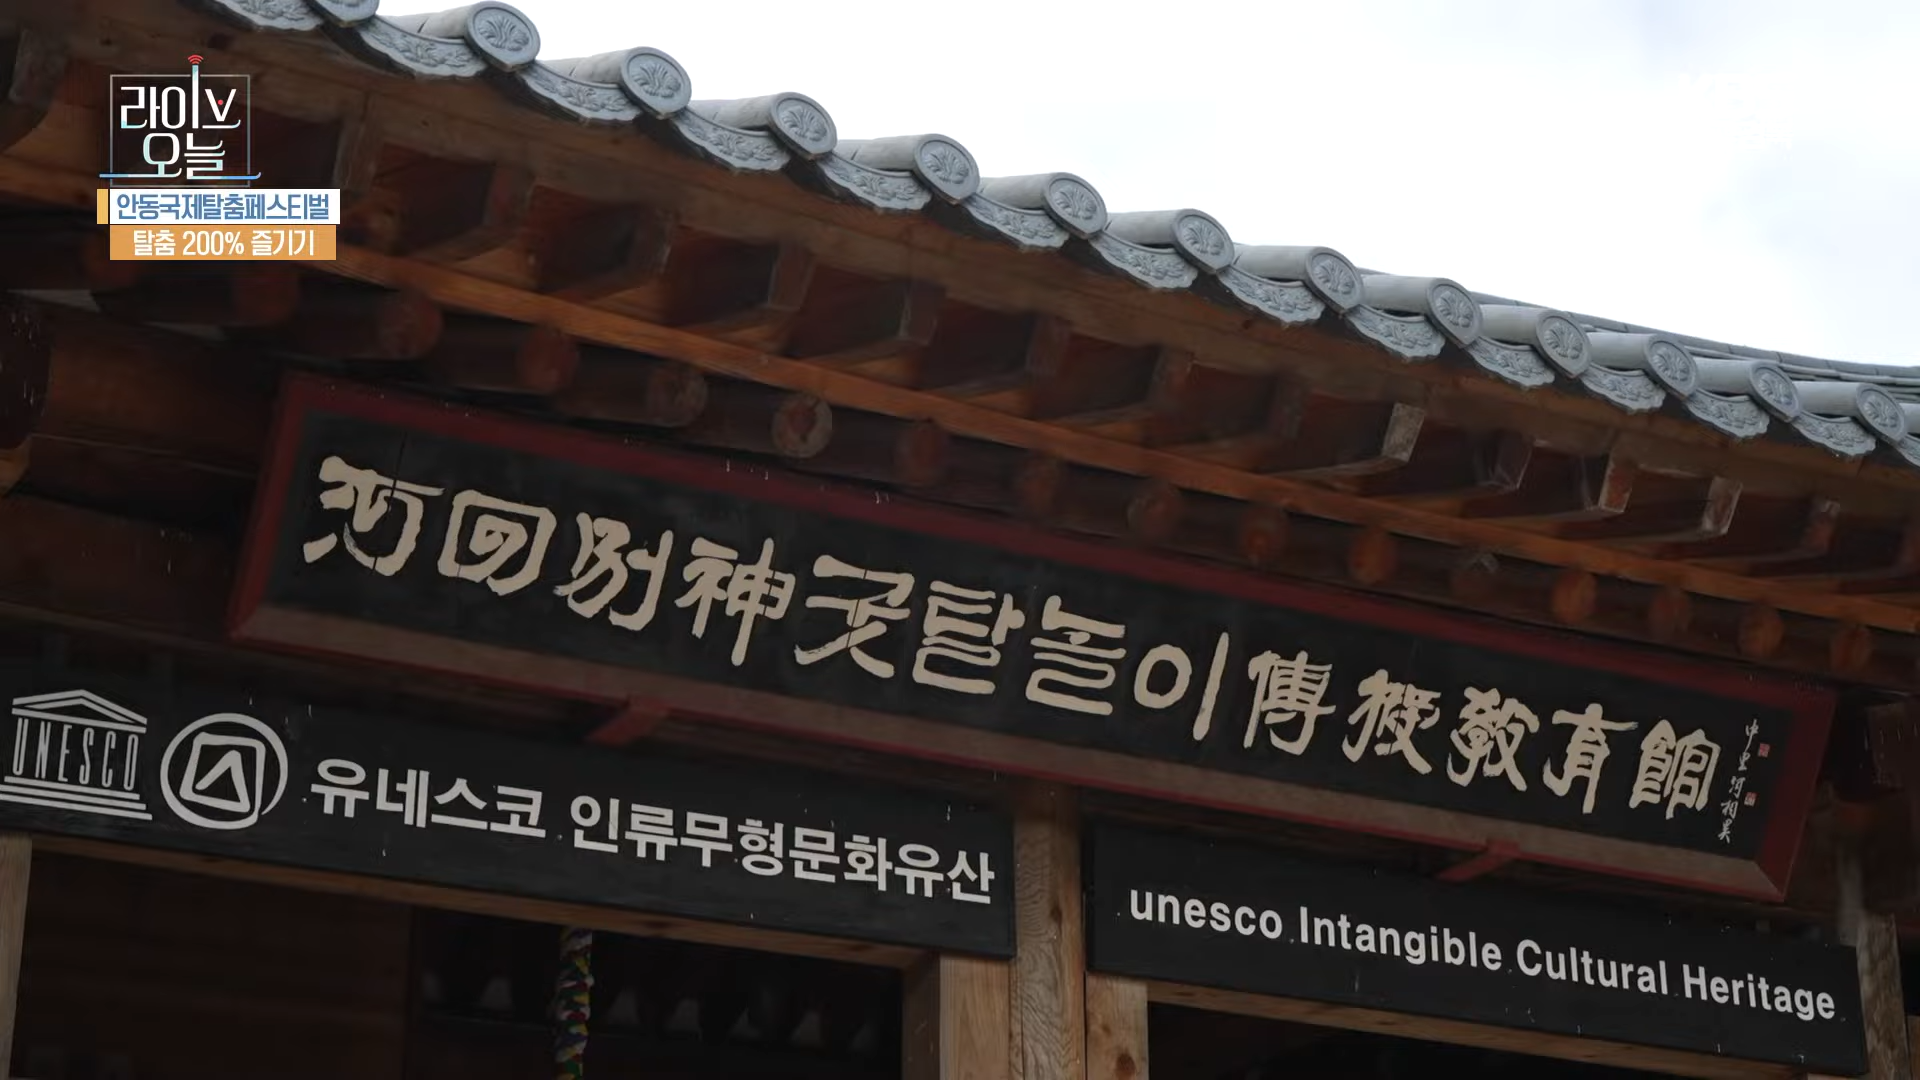 라이브
오늘
안동국제탈춤페스티벌
탈춤 200% 즐기기
河回別神굿탈놀이傳授教育館
UNESCO
유네스코 인류무형문화유산
unesco Intangible Cultural Heritage